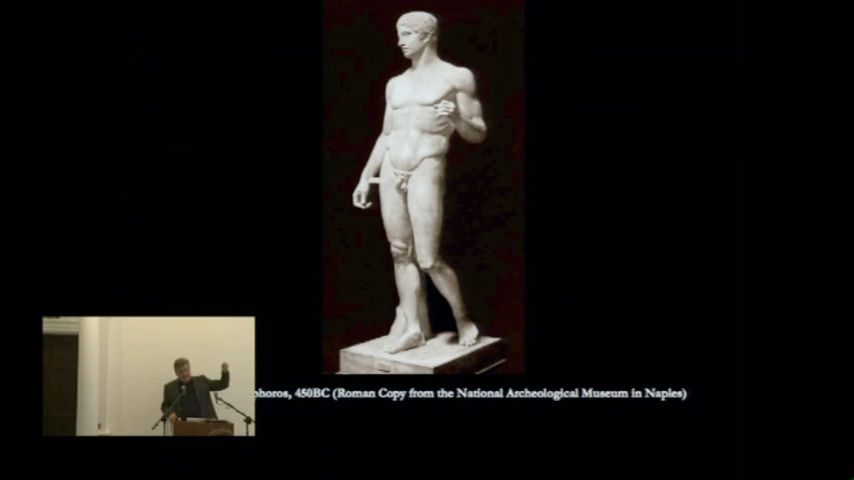 phoros, 450BC (Roman Copy from the National Archeological Museum in Naples)